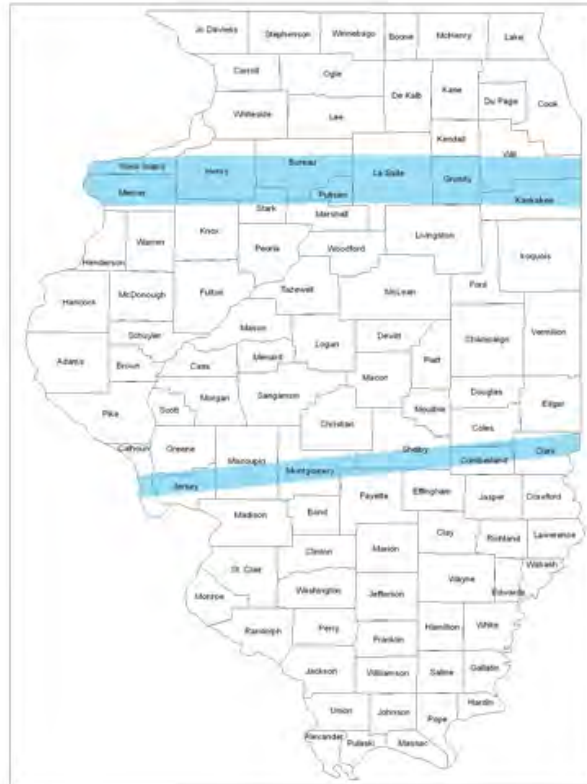 Jo Daviess
Stephenson
Winnebago
Boone
McHenry
Lake
Carroll
Ogle
De Kalb
Kane
Du Page
Cook
Whiteside
Lee
Kendall
Will
Rock Island
Henry
Bureau
La Salle
Grundy
Mercer
Putnam
Kankakee
Stark
Marshall
Knox
Warren
Henderson
Peoria
Woodford
Livingston
Iroquois
Hancock
McDonough
Fulton
Tazewell
McLean
Ford
Schuyler
Mason
Logan
Dewitt
Champaign
Vermilion
Adams
Brown
Cass
Menard
Piatt
Macon
Pike
Scott
Morgan
Sangamon
Christian
Moultrie
Douglas
Edgar
Coles
Calhoun
Greene
Macoupin
Montgomery
Shelby
Cumberland
Clark
Jersey
Fayette
Effingham
Jasper
Crawford
Madison
Bond
Clay
Richland
Lawrence
Clinton
Marion
Wabash
St. Clair
Washington
Jefferson
Wayne
Edwards
Monroe
Randolph
Perry
Franklin
Hamilton
White
Jackson
Williamson
Saline
Gallatin
Union
Johnson
Pope
Hardin
Alexander
Pulaski
Massac